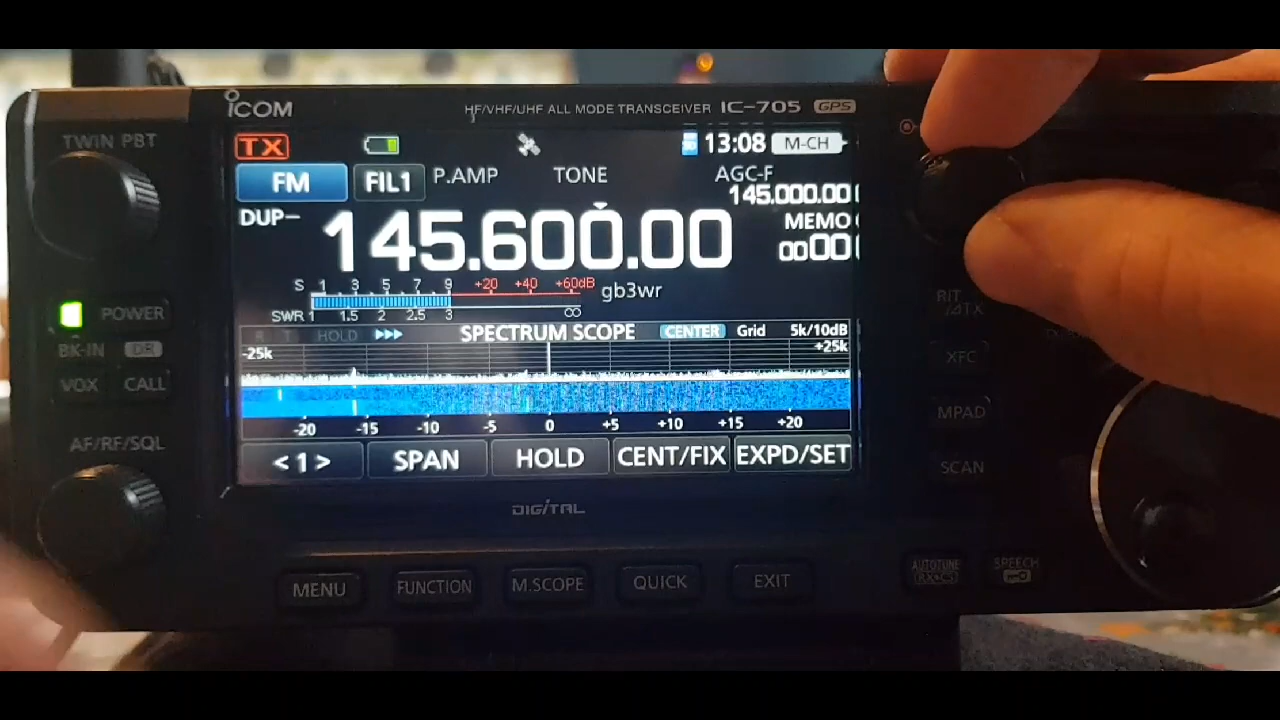 ICOM HF/VHF/UHF ALL MODE TRANSCEIVER IC-705 GPS
TWIN PBT
TX 13:08 M-CH
FM FIL1 P.AMP TONE AGC-F
145.000.00
DUP− 145.600.00 MEMO
0000
S 1 3 5 7 9 +20 +40 +60dB gb3wr
SWR 1 1.5 2 2.5 3 ∞
POWER
HOLD SPECTRUM SCOPE CENTER Grid 5k/10dB
-25k +25k
BK-IN DR
VOX CALL
-20 -15 -10 -5 0 +5 +10 +15 +20
AF/RF/SQL
<1> SPAN HOLD CENT/FIX EXPD/SET
DIGITAL
MENU FUNCTION M.SCOPE QUICK EXIT
RIT
XFC
MPAD
SCAN
AUTOTUNE SPEECH
RX→CS